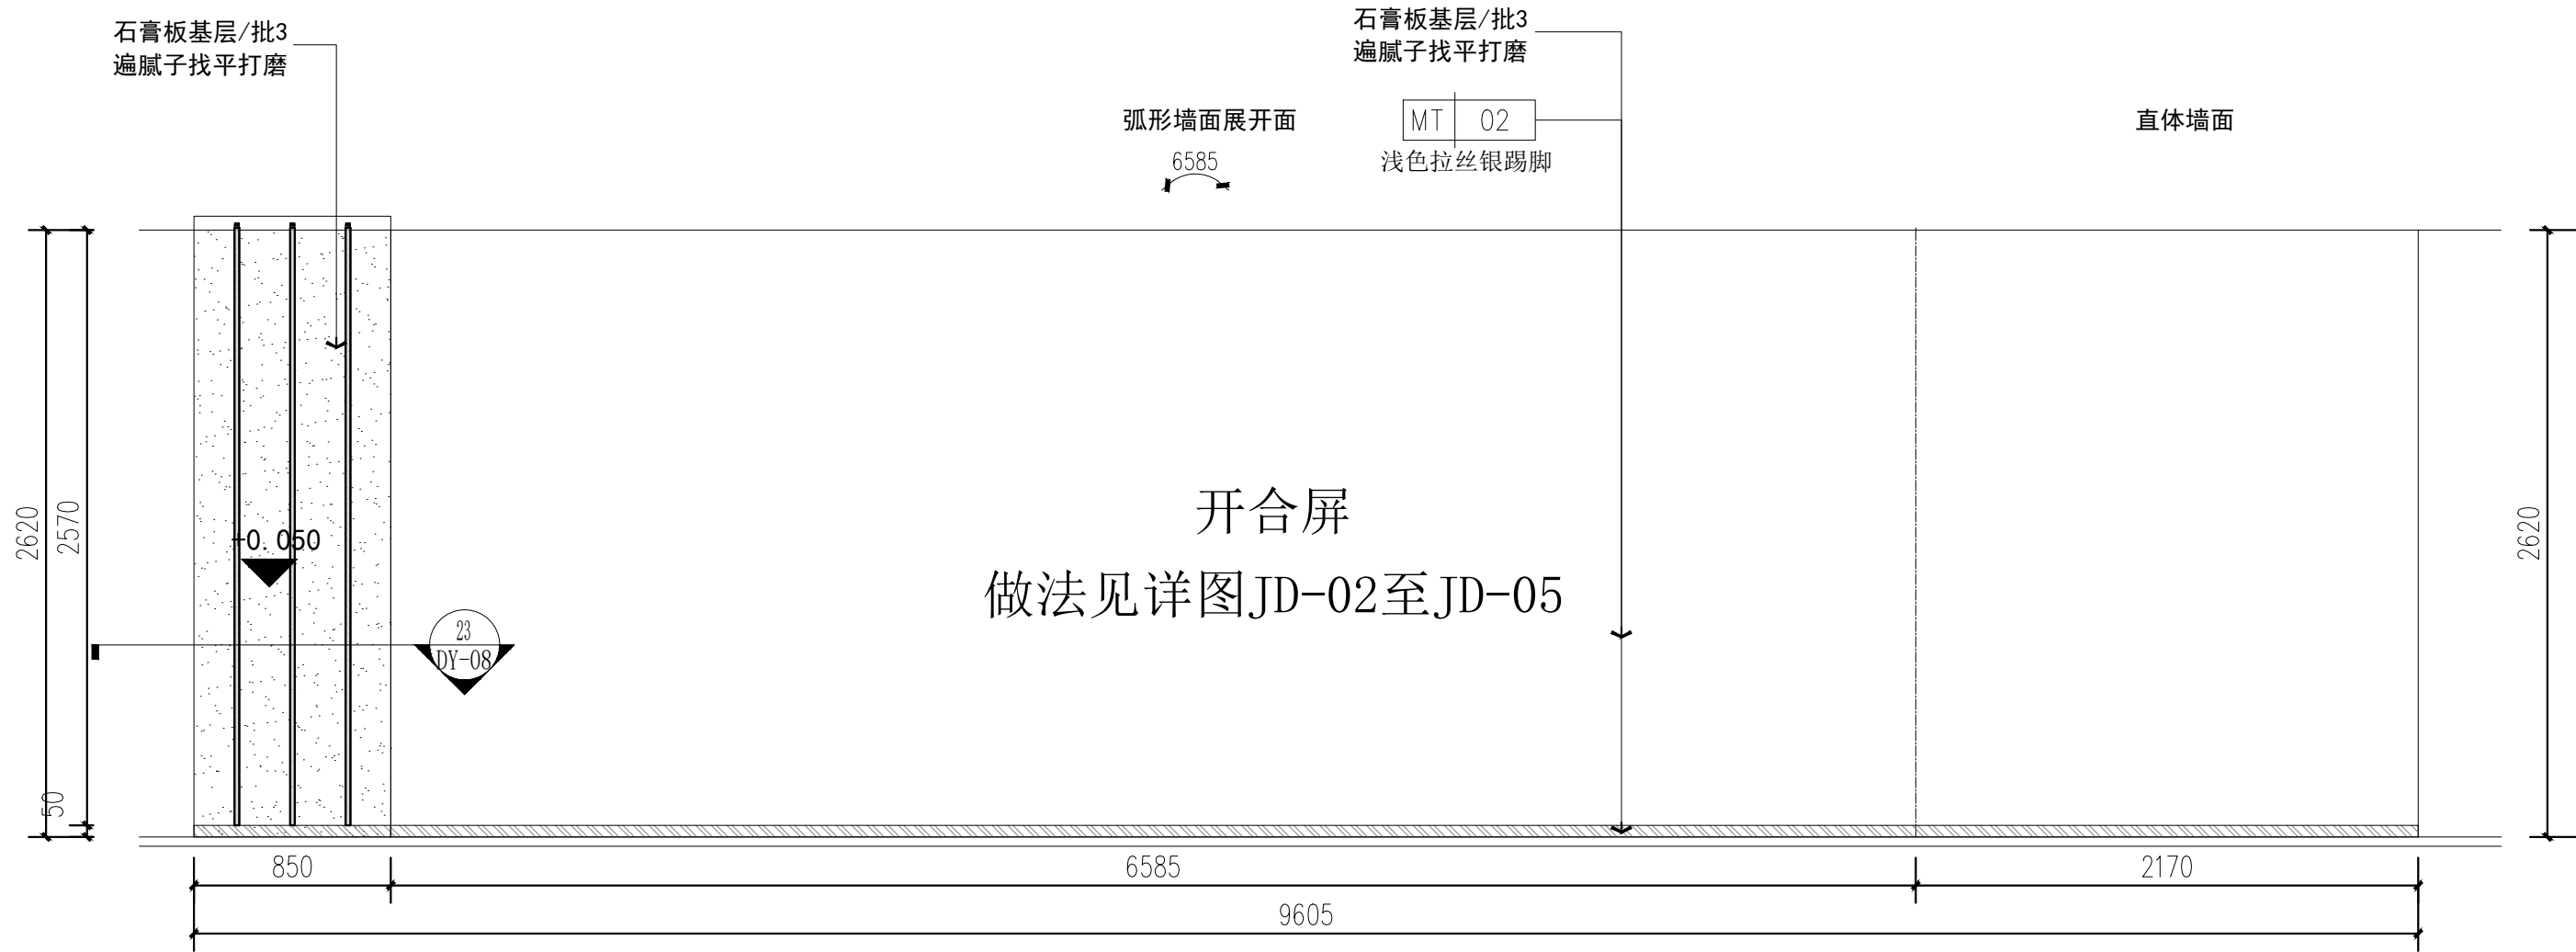 石膏板基层/批3
遍腻子找平打磨
石膏板基层/批3
遍腻子找平打磨
弧形墙面展开面
6585
MT 02
浅色拉丝银踢脚
直体墙面
2620
2570
50
+0.050
23
DY-08
开合屏
做法见详图JD-02至JD-05
2620
850
6585
2170
9605